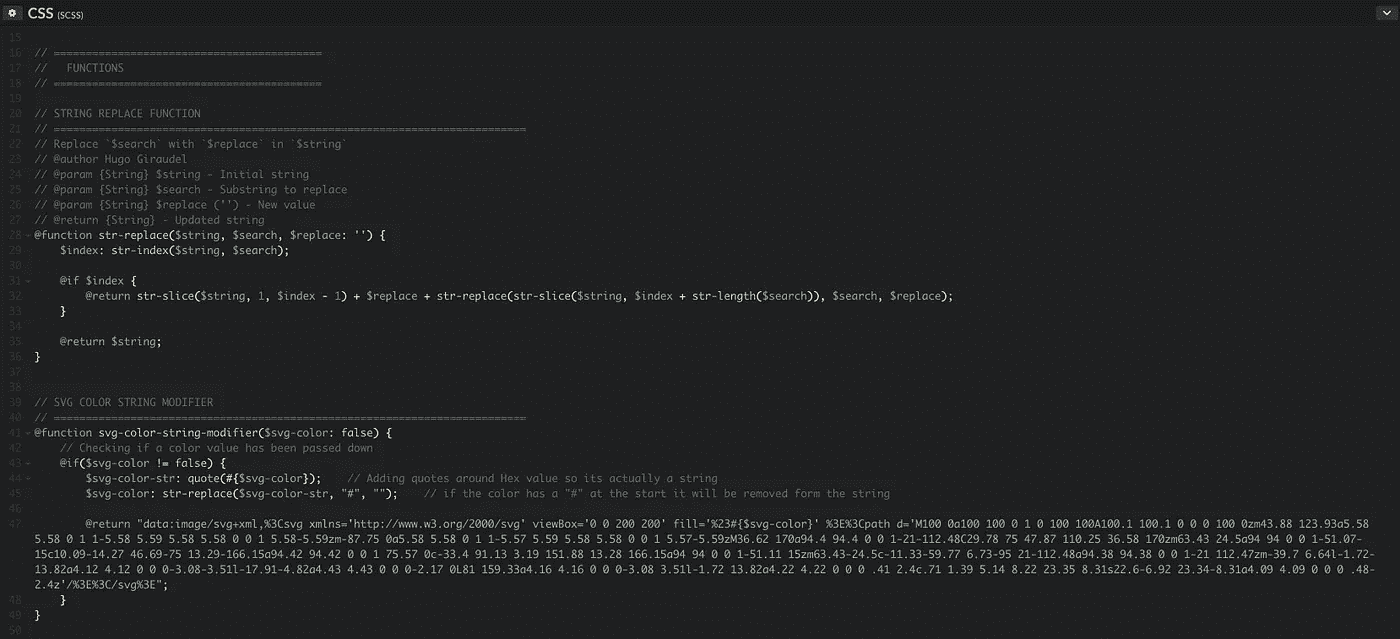 CSS (SCSS)
15
16 // ==========================================
17 //   FUNCTIONS
18 // ==========================================
19
20 // STRING REPLACE FUNCTION
21 // ==========================================================================
22 // Replace `$search` with `$replace` in `$string`
23 // @author Hugo Giraudel
24 // @param {String} $string - Initial string
25 // @param {String} $search - Substring to replace
26 // @param {String} $replace ('') - New value
27 // @return {String} - Updated string
28 @function str-replace($string, $search, $replace: '') {
29     $index: str-index($string, $search);
30
31     @if $index {
32         @return str-slice($string, 1, $index - 1) + $replace + str-replace(str-slice($string, $index + str-length($search)), $search, $replace);
33     }
34
35     @return $string;
36 }
37
38
39 // SVG COLOR STRING MODIFIER
40 // ==========================================================================
41 @function svg-color-string-modifier($svg-color: false) {
42     // Checking if a color value has been passed down
43     @if($svg-color != false) {
44         $svg-color-str: quote(#{$svg-color});    // Adding quotes around Hex value so its actually a string
45         $svg-color: str-replace($svg-color-str, "#", "");    // if the color has a "#" at the start it will be removed form the string
46
47         @return "data:image/svg+xml,%3Csvg xmlns='http://www.w3.org/2000/svg' viewBox='0 0 200 200' fill='%23#{$svg-color}' %3E%3Cpath d='M100 0a100 100 0 1 0 100 100A100.1 100.1 0 0 0 100 0zm43.88 123.93a5.58
5.58 0 1 1-5.58 5.59 5.58 5.58 0 0 1 5.58-5.59zm-87.75 0a5.58 5.58 0 1 1-5.57 5.59 5.58 5.58 0 0 1 5.57-5.59zM36.62 170a94.4 94.4 0 0 1-21-112.48C29.78 75 47.87 110.25 36.58 170zm63.43 24.5a94 94 0 0 1-51.07-
15c10.09-14.27 46.69-75 13.29-166.15a94.42 94.42 0 0 1 75.57 0c-33.4 91.13 3.19 151.88 13.28 166.15a94 94 0 0 1-51.11 15zm63.43-24.5c-11.33-59.77 6.73-95 21-112.48a94.38 94.38 0 0 1-21 112.47zm-39.7 6.64l-1.72-
13.82a4.12 4.12 0 0 0-3.08-3.51l-17.91-4.82a4.43 4.43 0 0 0-2.17 0L81 159.33a4.16 4.16 0 0 0-3.08 3.51l-1.72 13.82a4.22 4.22 0 0 0 .41 2.4c.71 1.39 5.14 8.22 23.35 8.31s22.6-6.92 23.34-8.31a4.09 4.09 0 0 0 .48-
2.4z'/%3E%3C/svg%3E";
48     }
49 }
50